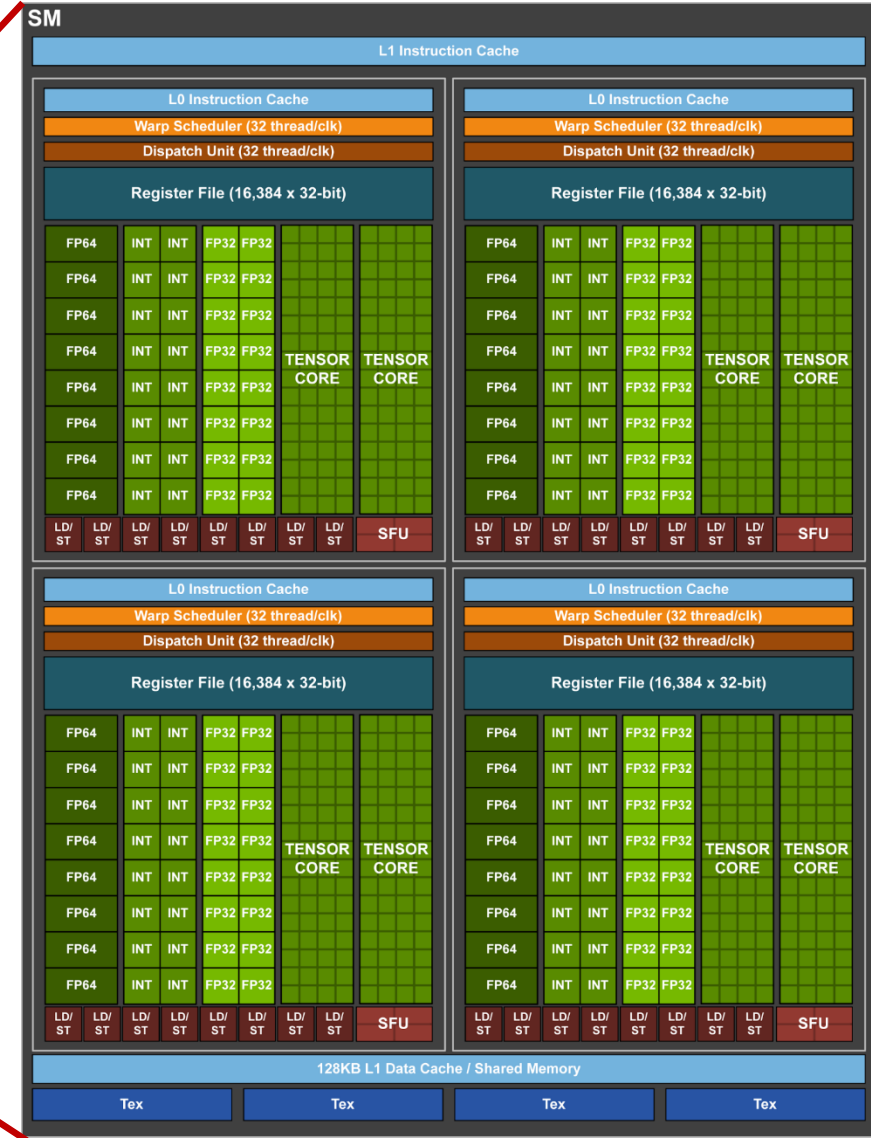 SM
L1 Instruction Cache
L0 Instruction Cache L0 Instruction Cache
Warp Scheduler (32 thread/clk) Warp Scheduler (32 thread/clk)
Dispatch Unit (32 thread/clk) Dispatch Unit (32 thread/clk)
Register File (16,384 x 32-bit) Register File (16,384 x 32-bit)
FP64 INT INT FP32 FP32 FP64 INT INT FP32 FP32
FP64 INT INT FP32 FP32 FP64 INT INT FP32 FP32
FP64 INT INT FP32 FP32 FP64 INT INT FP32 FP32
FP64 INT INT FP32 FP32 TENSOR TENSOR FP64 INT INT FP32 FP32 TENSOR TENSOR
FP64 INT INT FP32 FP32 CORE CORE FP64 INT INT FP32 FP32 CORE CORE
FP64 INT INT FP32 FP32 FP64 INT INT FP32 FP32
FP64 INT INT FP32 FP32 FP64 INT INT FP32 FP32
FP64 INT INT FP32 FP32 FP64 INT INT FP32 FP32
LD/ LD/ LD/ LD/ LD/ LD/ LD/ LD/ SFU LD/ LD/ LD/ LD/ LD/ LD/ LD/ LD/ SFU
ST ST ST ST ST ST ST ST ST ST ST ST ST ST ST ST
L0 Instruction Cache L0 Instruction Cache
Warp Scheduler (32 thread/clk) Warp Scheduler (32 thread/clk)
Dispatch Unit (32 thread/clk) Dispatch Unit (32 thread/clk)
Register File (16,384 x 32-bit) Register File (16,384 x 32-bit)
FP64 INT INT FP32 FP32 FP64 INT INT FP32 FP32
FP64 INT INT FP32 FP32 FP64 INT INT FP32 FP32
FP64 INT INT FP32 FP32 FP64 INT INT FP32 FP32
FP64 INT INT FP32 FP32 TENSOR TENSOR FP64 INT INT FP32 FP32 TENSOR TENSOR
FP64 INT INT FP32 FP32 CORE CORE FP64 INT INT FP32 FP32 CORE CORE
FP64 INT INT FP32 FP32 FP64 INT INT FP32 FP32
FP64 INT INT FP32 FP32 FP64 INT INT FP32 FP32
FP64 INT INT FP32 FP32 FP64 INT INT FP32 FP32
LD/ LD/ LD/ LD/ LD/ LD/ LD/ LD/ SFU LD/ LD/ LD/ LD/ LD/ LD/ LD/ LD/ SFU
ST ST ST ST ST ST ST ST ST ST ST ST ST ST ST ST
128KB L1 Data Cache / Shared Memory
Tex Tex Tex Tex